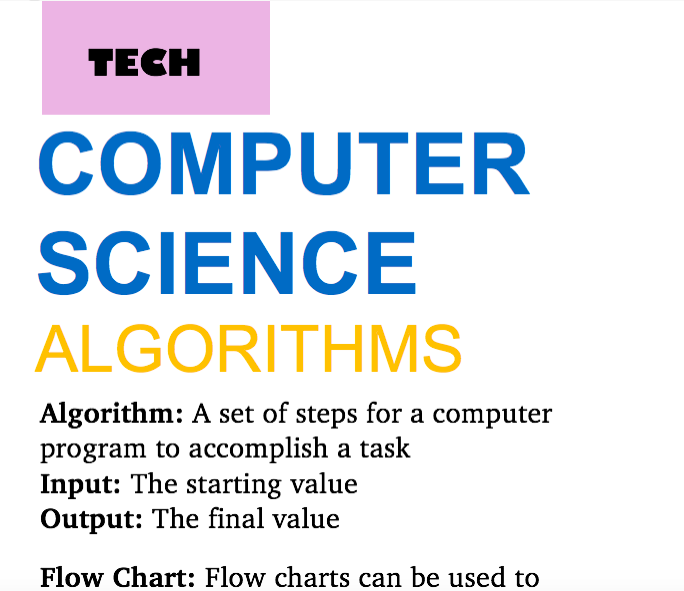 TECH
COMPUTER
SCIENCE
ALGORITHMS
Algorithm: A set of steps for a computer
program to accomplish a task
Input: The starting value
Output: The final value
Flow Chart: Flow charts can be used to